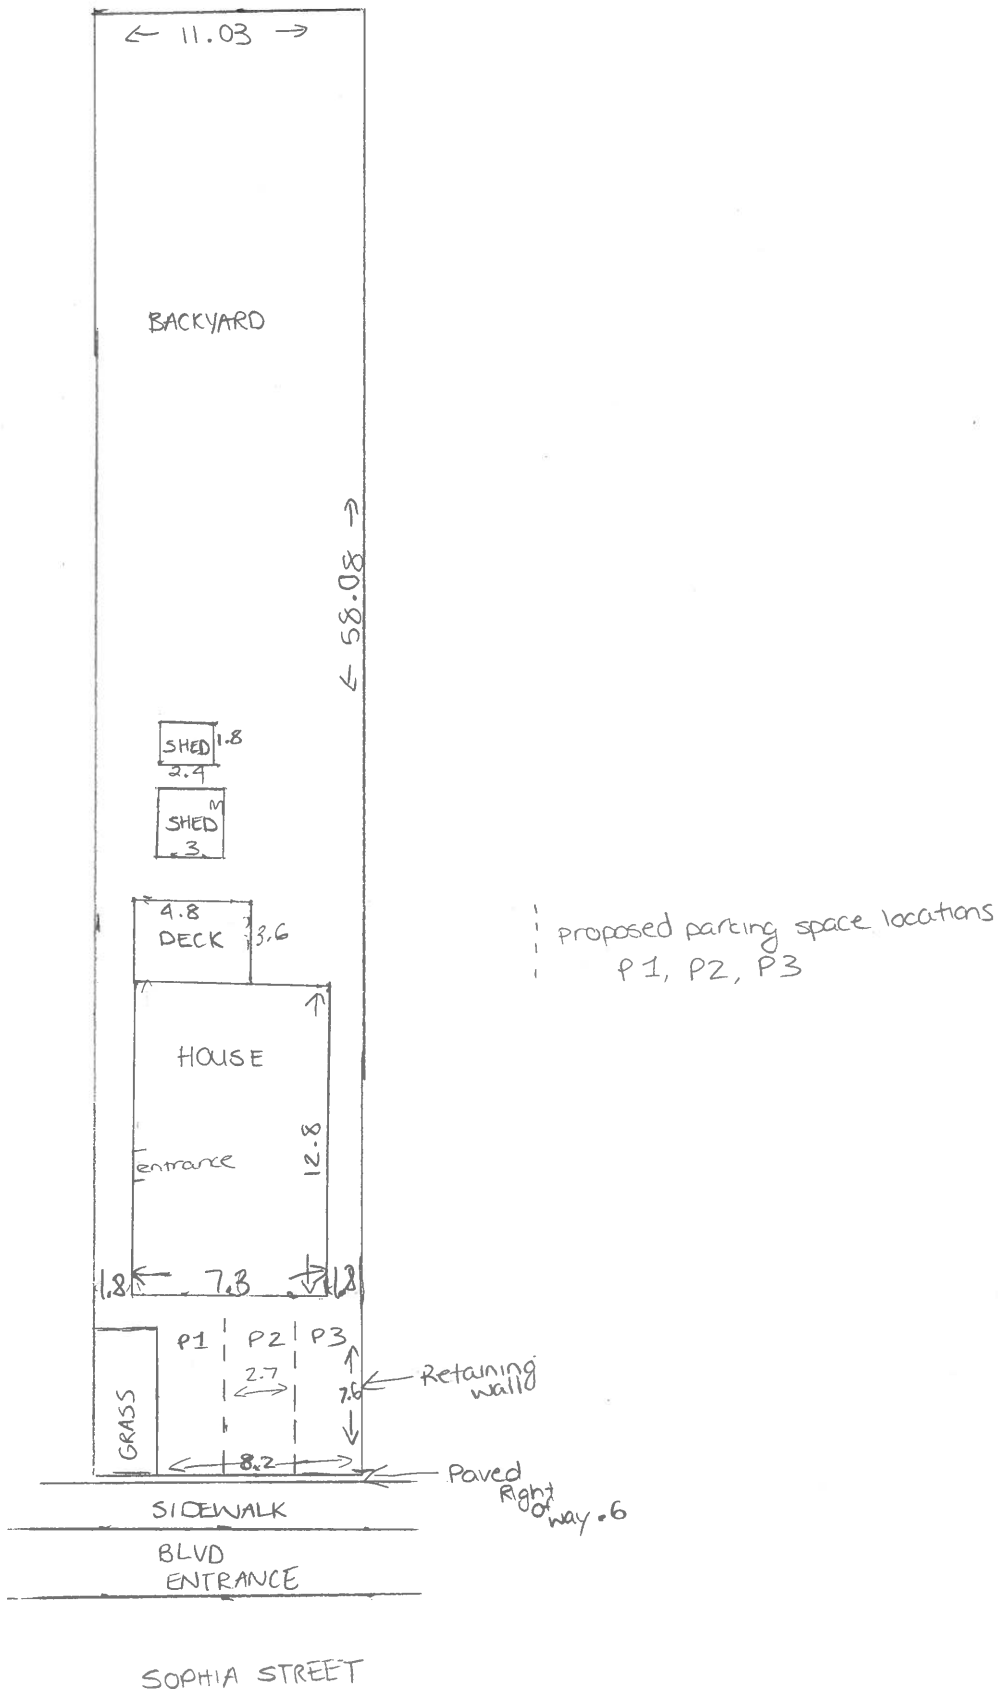 ← 11.03 →
BACKYARD
← 58.08 →
SHED 1.8
2.4
3
SHED
3
4.8
DECK 3.6
proposed parking space locations
P1, P2, P3
HOUSE
12.8
entrance
1.8 7.3 1.8
P1 P2 P3
2.7
7.6
Retaining
wall
GRASS
8.2
Paved
Right
of
way .6
SIDEWALK
BLVD
ENTRANCE
SOPHIA STREET